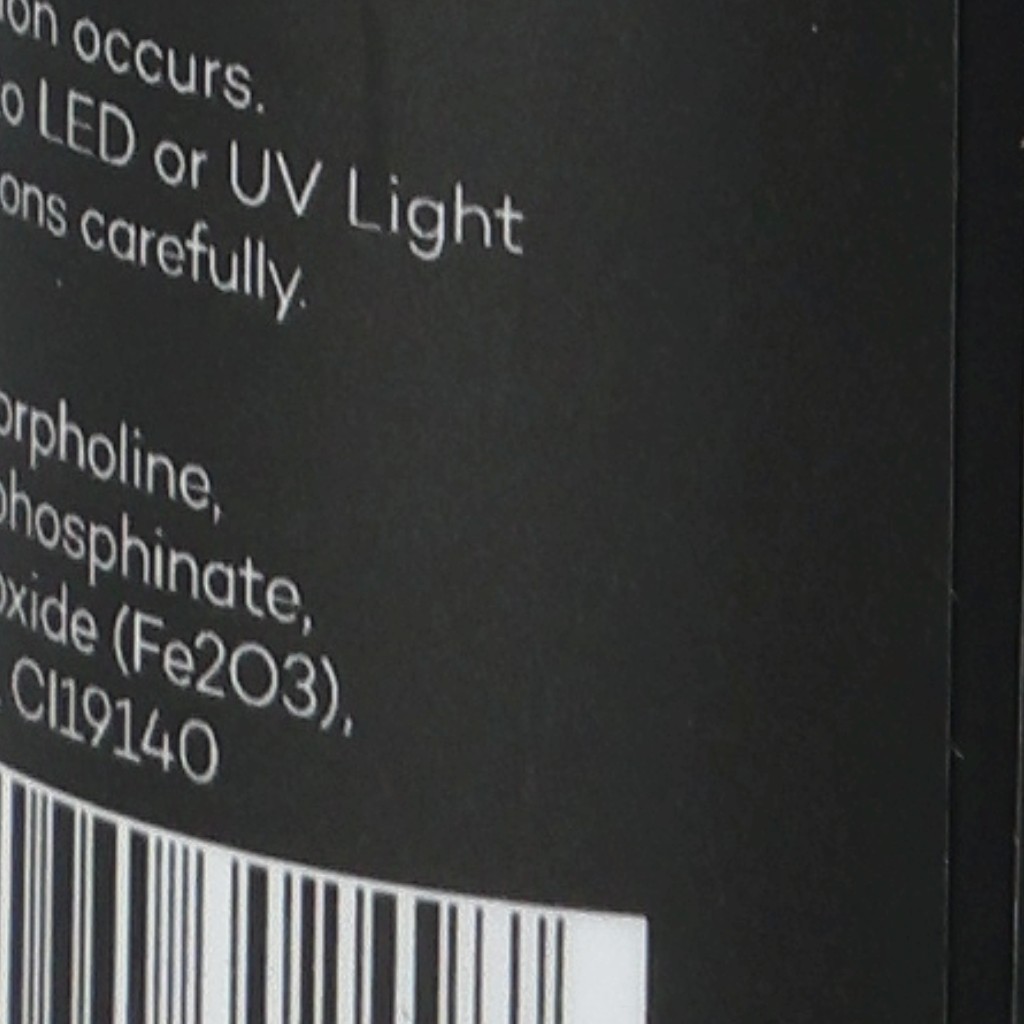 on occurs.
o LED or UV Light
ons carefully.
orpholine,
phosphinate,
oxide (Fe2O3),
CI19140